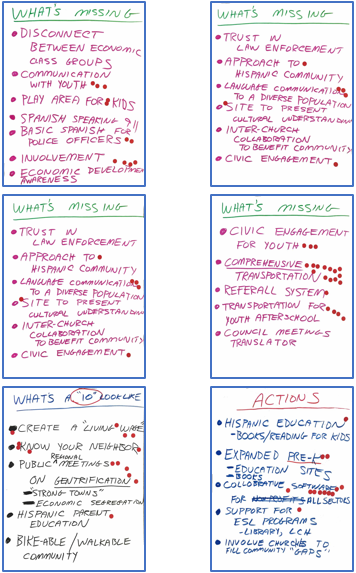 WHAT'S MISSING
DISCONNECT
BETWEEN ECONOMIC
CLASS GROUPS
COMMUNICATION
WITH YOUTH
PLAY AREA FOR KIDS
SPANISH SPEAKING 911
BASIC SPANISH FOR
POLICE OFFICERS
INVOLVEMENT
ECONOMIC DEVELOPMEN
AWARENESS
WHAT'S MISSING
TRUST IN
LAW ENFORCEMENT
APPROACH TO
HISPANIC COMMUNITY
LANGUAGE COMMUNICATION
TO A DIVERSE POPULATION
SITE TO PRESENT
CULTURAL UNDERSTANDING
INTER-CHURCH
COLLABORATION
TO BENEFIT COMMUNITY
CIVIC ENGAGEMENT
WHAT'S MISSING
TRUST IN
LAW ENFORCEMENT
APPROACH TO
HISPANIC COMMUNITY
LANGUAGE COMMUNICATION
TO A DIVERSE POPULATION
SITE TO PRESENT
CULTURAL UNDERSTANDING
INTER-CHURCH
COLLABORATION
TO BENEFIT COMMUNITY
CIVIC ENGAGEMENT
WHAT'S MISSING
CIVIC ENGAGEMENT
FOR YOUTH
COMPREHENSIVE
TRANSPORTATION
REFERALL SYSTEM
TRANSPORTATION FOR
YOUTH AFTERSCHOOL
COUNCIL MEETINGS
TRANSLATOR
WHAT'S A "10" LOOK LIKE
CREATE A "LIVING WAGE"
KNOW YOUR NEIGHBOR
REGIONAL
PUBLIC MEETINGS
ON GENTRIFICATION
"STRONG TOWNS"
ECONOMIC SEGREGATION
HISPANIC PARENT
EDUCATION
BIKE-ABLE/WALKABLE
COMMUNITY
ACTIONS
HISPANIC EDUCATION
-BOOKS/READING FOR KIDS
EXPANDED PRE-K
-EDUCATION SITES
-BOOKS
COLLABORATIVE SOFTWARE
FOR NONPROFITS ALL SECTORS
SUPPORT FOR
ESL PROGRAMS
-LIBRARY, LCH
INVOLVE CHURCHES TO
FILL COMMUNITY "GAPS"